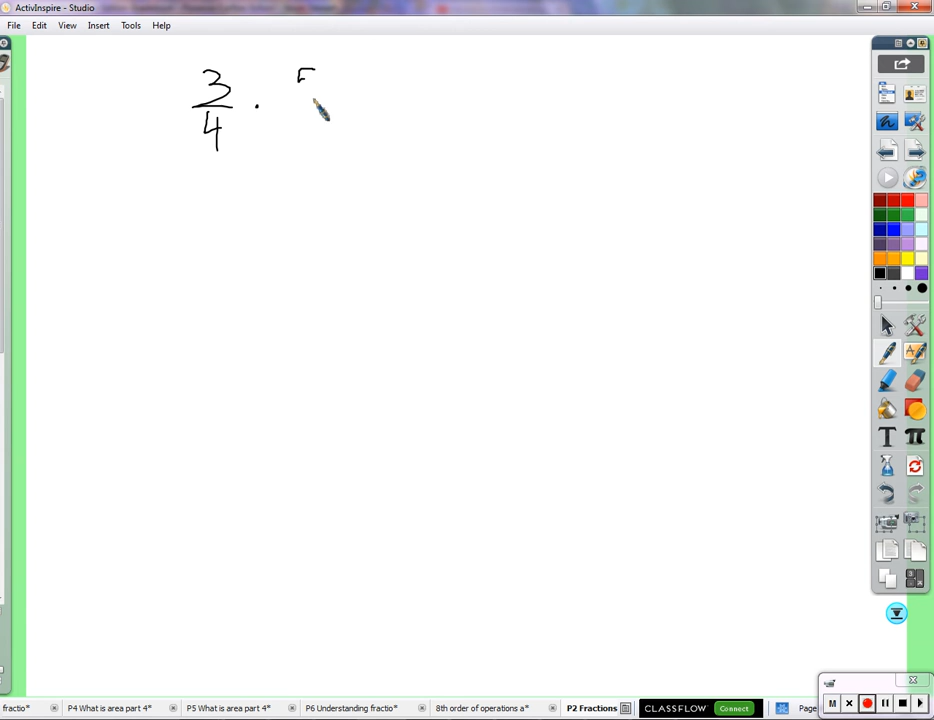 ActivInspire - Studio
File Edit View Insert Tools Help
3
4 ·
T π
fractio* P4 What is area part 4* P5 What is area part 4* P6 Understanding fractio* 8th order of operations a* P2 Fractions CLASSFLOW Connect Page
M